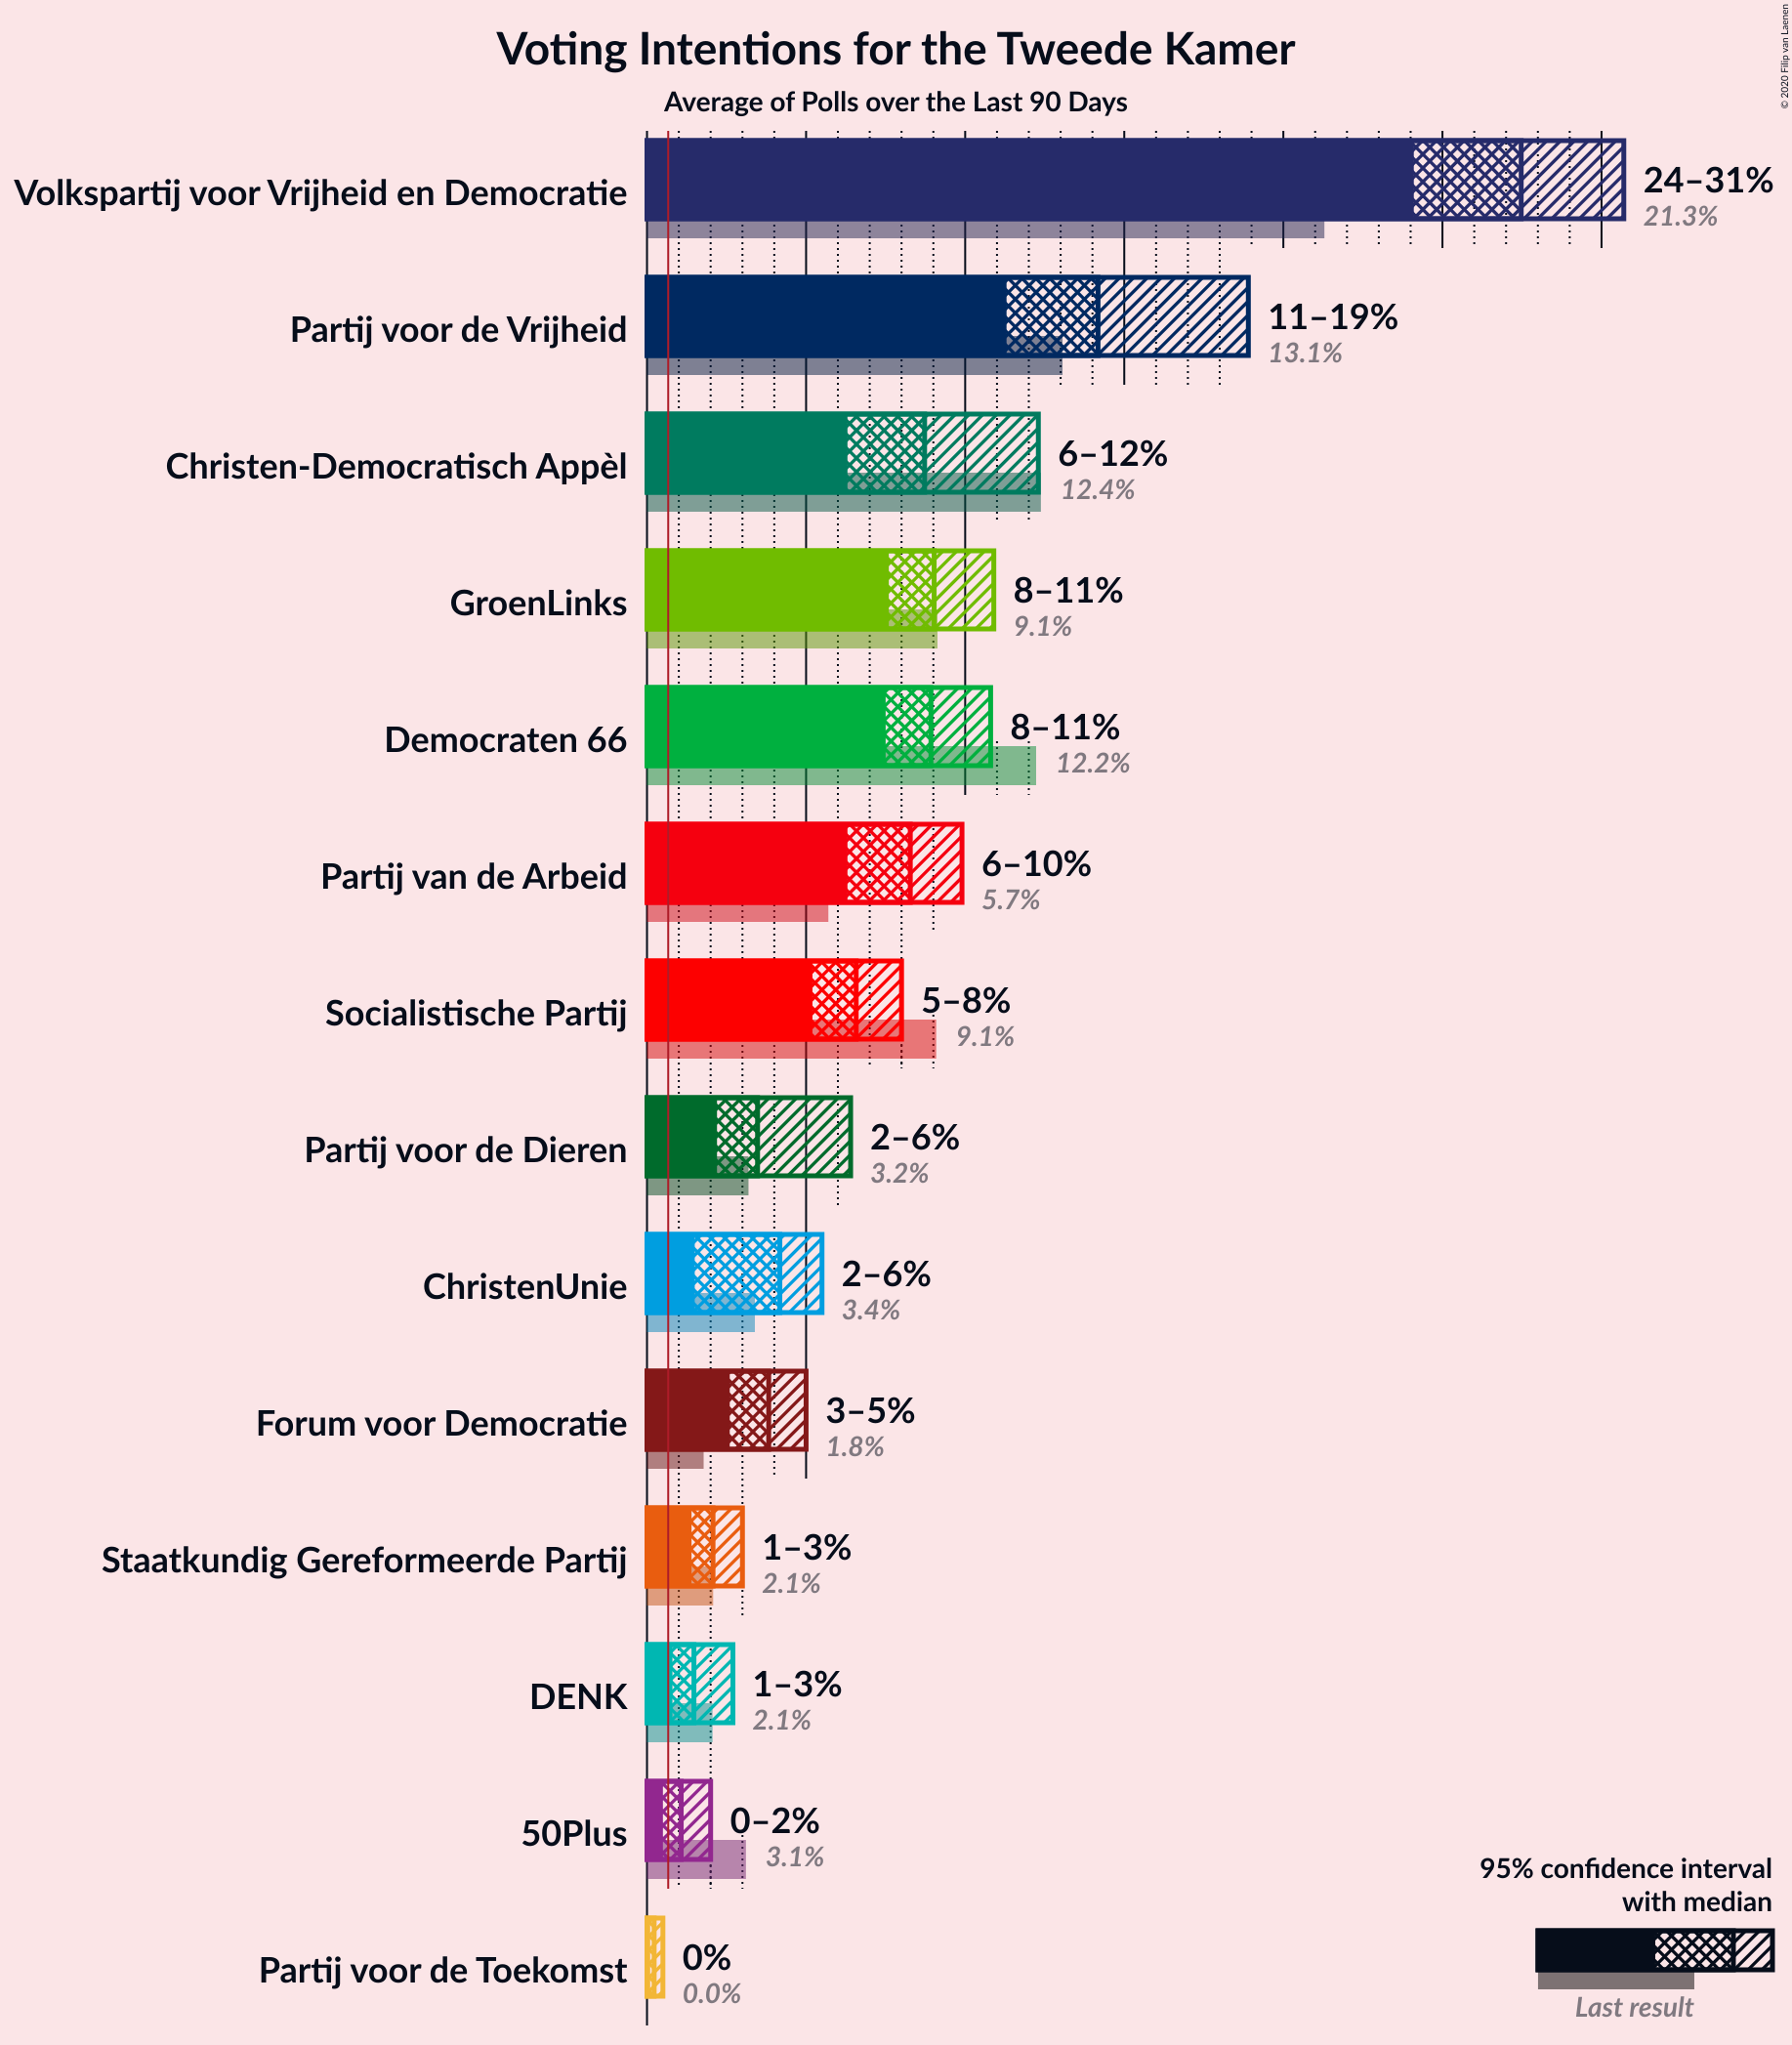 Voting Intentions for the Tweede Kamer
Average of Polls over the Last 90 Days
© 2020 Filip van Laenen
Volkspartij voor Vrijheid en Democratie
24–31%
21.3%
Partij voor de Vrijheid
11–19%
13.1%
Christen-Democratisch Appèl
6–12%
12.4%
GroenLinks
8–11%
9.1%
Democraten 66
8–11%
12.2%
Partij van de Arbeid
6–10%
5.7%
Socialistische Partij
5–8%
9.1%
Partij voor de Dieren
2–6%
3.2%
ChristenUnie
2–6%
3.4%
Forum voor Democratie
3–5%
1.8%
Staatkundig Gereformeerde Partij
1–3%
2.1%
DENK
1–3%
2.1%
50Plus
0–2%
3.1%
Partij voor de Toekomst
0%
0.0%
95% confidence interval
with median
Last result